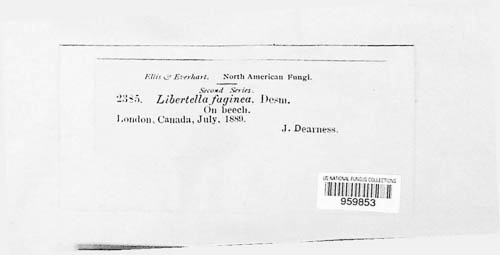 Ellis & Everhart. North American Fungi.
Second Series.
2385. Libertella faginea, Desm.
On beech.
London, Canada, July, 1889.
J. Dearness.
US NATIONAL FUNGUS COLLECTIONS
959853